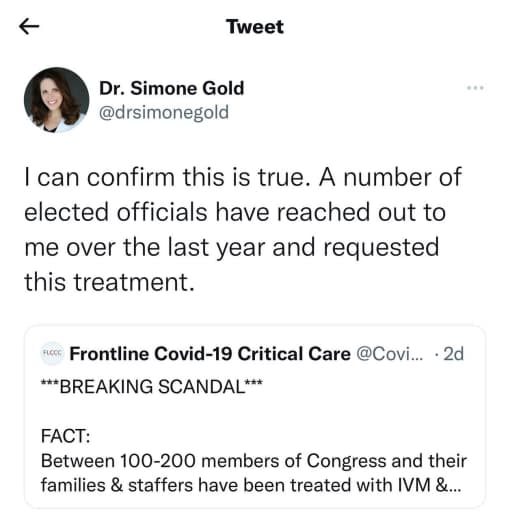 Tweet
Dr. Simone Gold
@drsimonegold
I can confirm this is true. A number of
elected officials have reached out to
me over the last year and requested
this treatment.
FLCCC Frontline Covid-19 Critical Care @Covi... · 2d
***BREAKING SCANDAL***
FACT:
Between 100-200 members of Congress and their
families & staffers have been treated with IVM &...